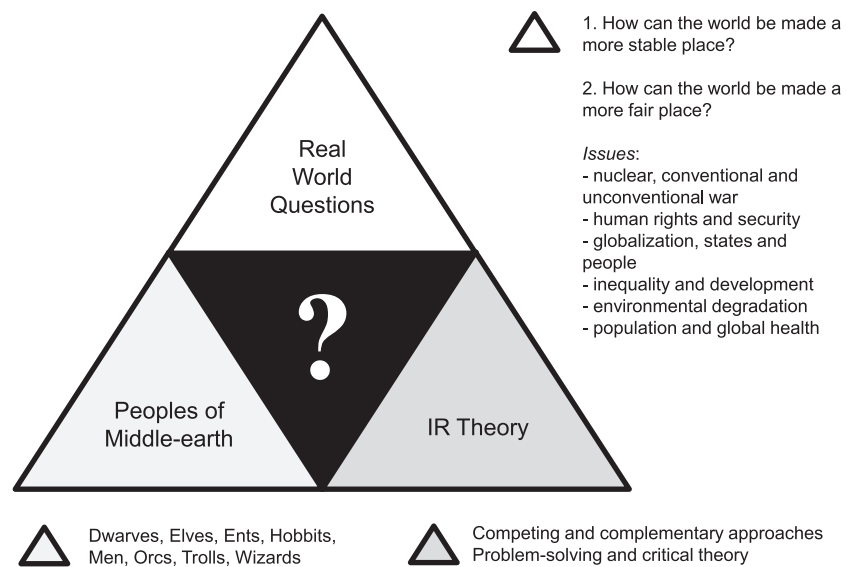 1. How can the world be made a
more stable place?
2. How can the world be made a
more fair place?
Issues:
- nuclear, conventional and
unconventional war
- human rights and security
- globalization, states and
people
- inequality and development
- environmental degradation
- population and global health
Real
World
Questions
?
Peoples of
Middle-earth
IR Theory
Dwarves, Elves, Ents, Hobbits,
Men, Orcs, Trolls, Wizards
Competing and complementary approaches
Problem-solving and critical theory